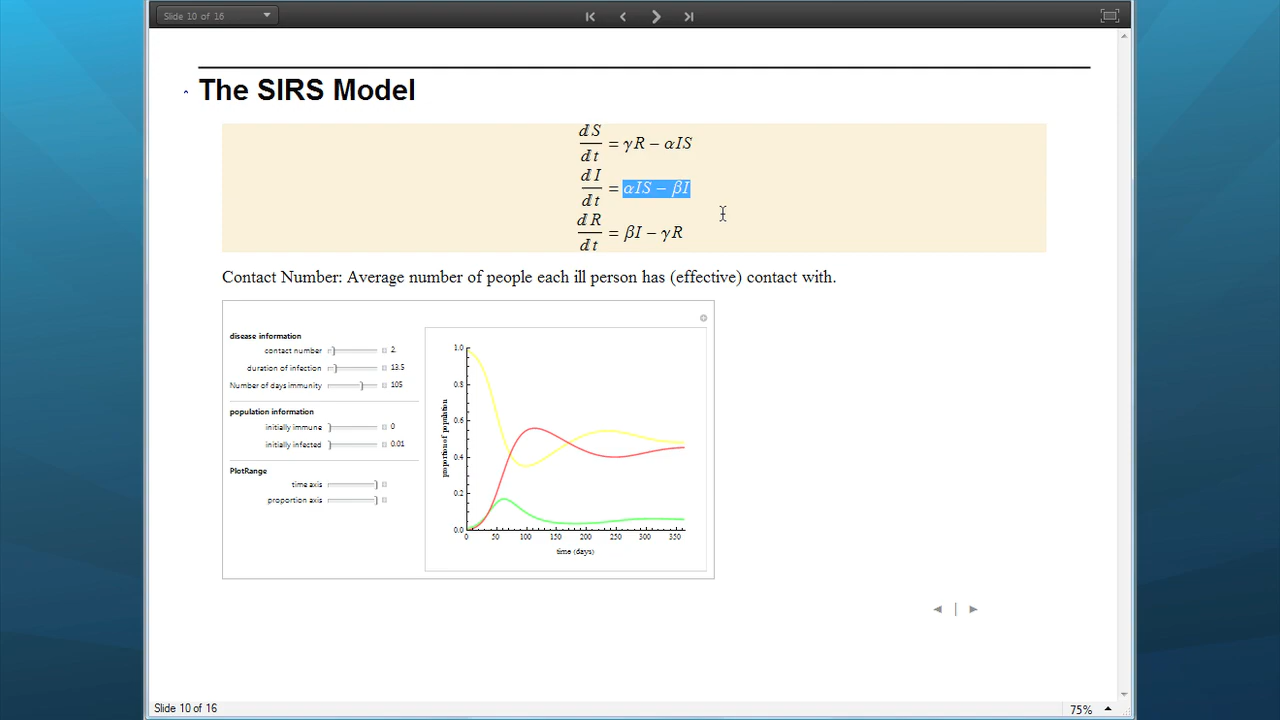 Slide 10 of 16
The SIRS Model
dS/dt = γR − αIS
dI/dt = αIS − βI
dR/dt = βI − γR
Contact Number: Average number of people each ill person has (effective) contact with.
disease information
contact number 2.
duration of infection 13.5
Number of days immunity 105
population information
initially immune 0
initially infected 0.01
PlotRange
time axis
proportion axis
proportion of population
1.0
0.8
0.6
0.4
0.2
0.0
0 50 100 150 200 250 300 350
time (days)
Slide 10 of 16
75%